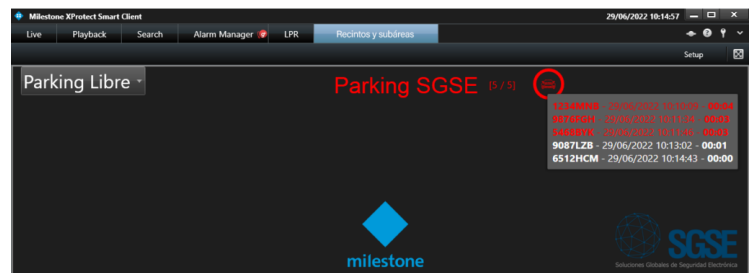 Milestone XProtect Smart Client 29/06/2022 10:14:57
Live Playback Search Alarm Manager LPR Recintos y subáreas
Setup
Parking Libre
Parking SGSE [5 / 5]
1234MNB - 29/06/2022 10:10:06 - 00:04
9876FGH - 29/06/2022 10:11:34 - 00:03
29/06/2022 10:11:40 - 00:03
9087LZB - 29/06/2022 10:13:02 - 00:01
6512HCM - 29/06/2022 10:14:43 - 00:00
milestone
SGSE
Soluciones Globales de Seguridad Electrónica